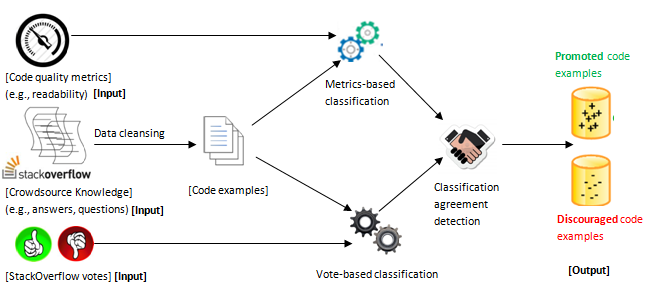 [Code quality metrics]
(e.g., readability) [Input]
Data cleansing
stackoverflow
[Crowdsource Knowledge]
(e.g., answers, questions) [Input]
[StackOverflow votes] [Input]
[Code examples]
Metrics-based
classification
Vote-based classification
Classification
agreement
detection
Promoted code
examples
Discouraged code
examples
[Output]